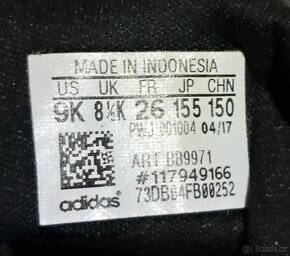 MADE IN INDONESIA
US UK FR JP CHN
9K 8½K 26 155 150
PWJ 001004 04/17
ART BB9971
#117949166
adidas 73DB64FB00252